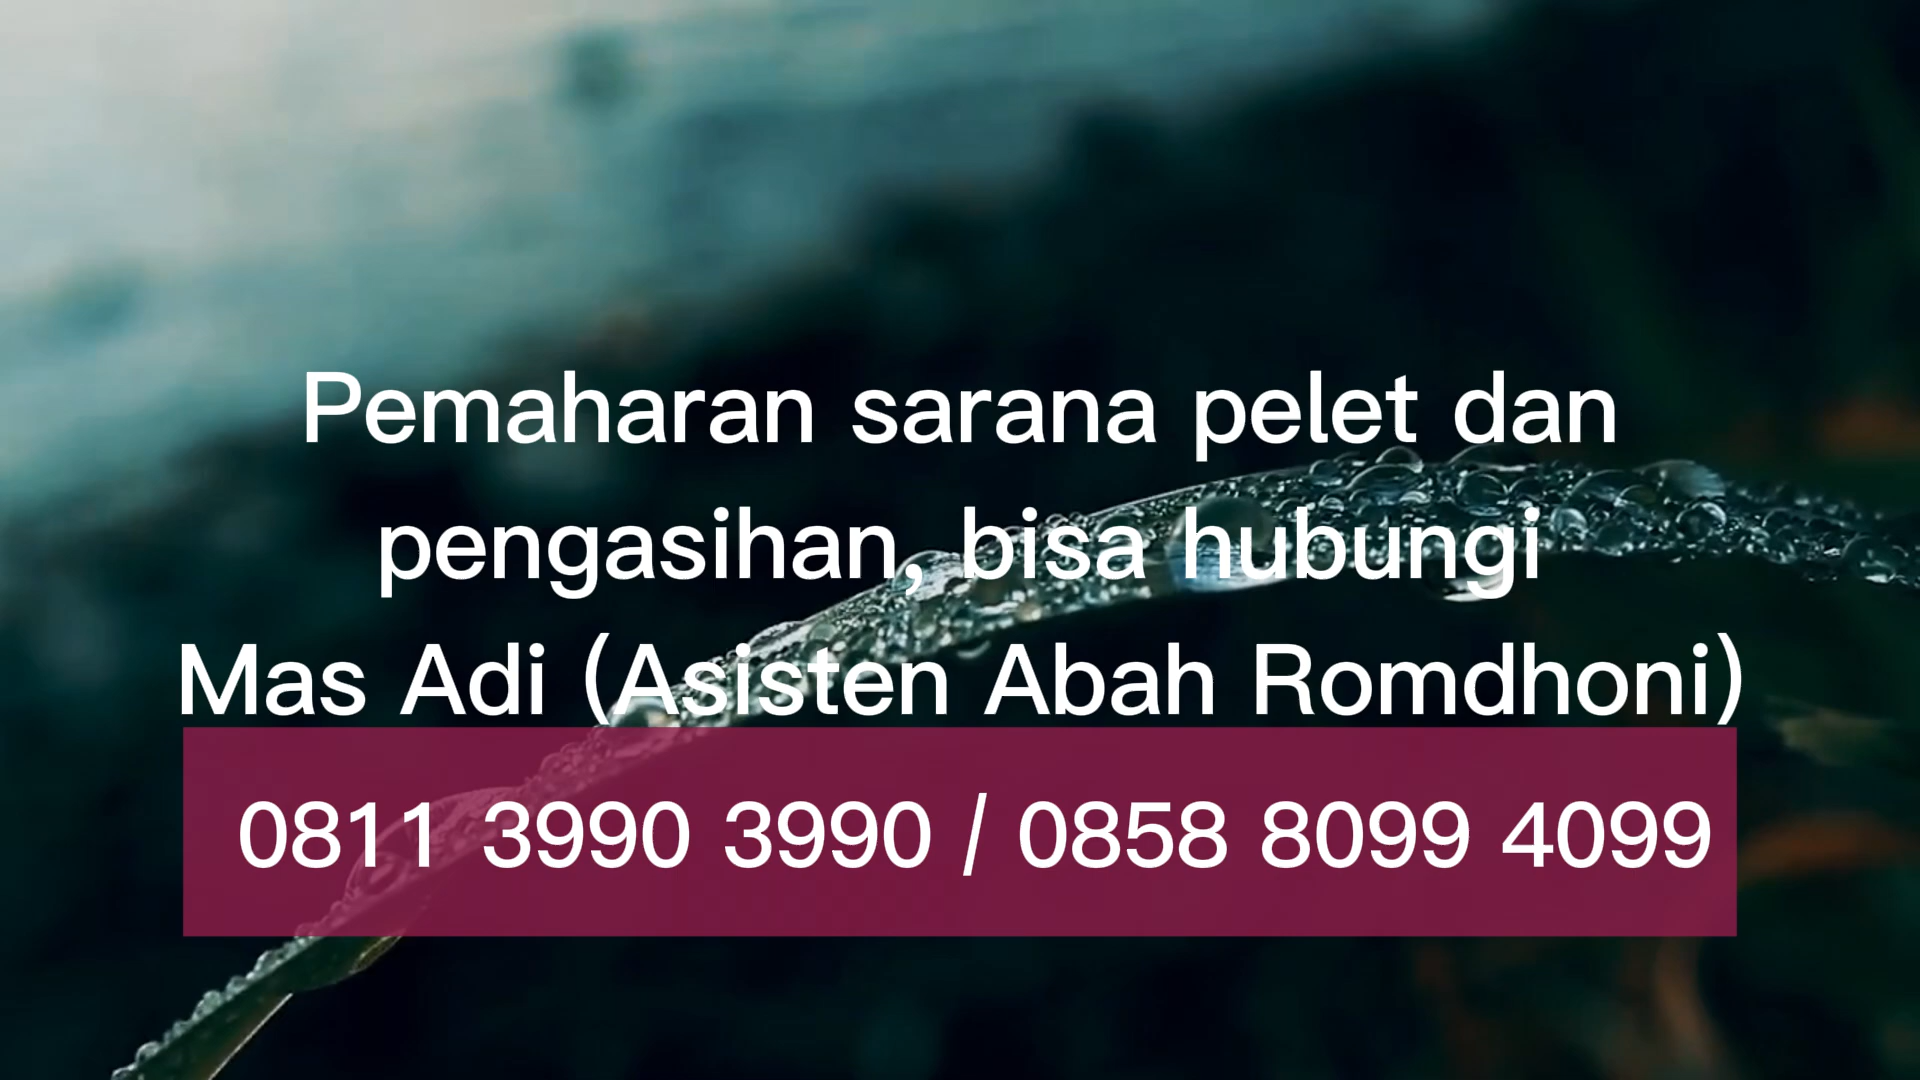 Pemaharan sarana pelet dan
pengasihan, bisa hubungi
Mas Adi (Asisten Abah Romdhoni)
0811 3990 3990 / 0858 8099 4099